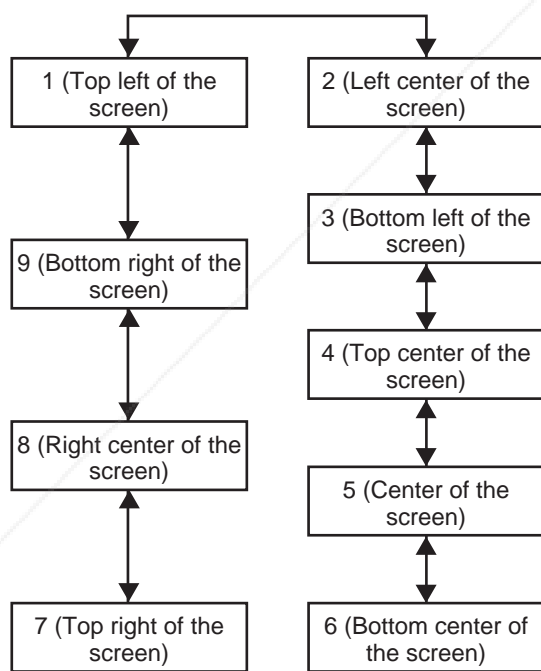 1 (Top left of the
screen)
2 (Left center of the
screen)
3 (Bottom left of the
screen)
9 (Bottom right of the
screen)
4 (Top center of the
screen)
8 (Right center of the
screen)
5 (Center of the
screen)
7 (Top right of the
screen)
6 (Bottom center of
the screen)